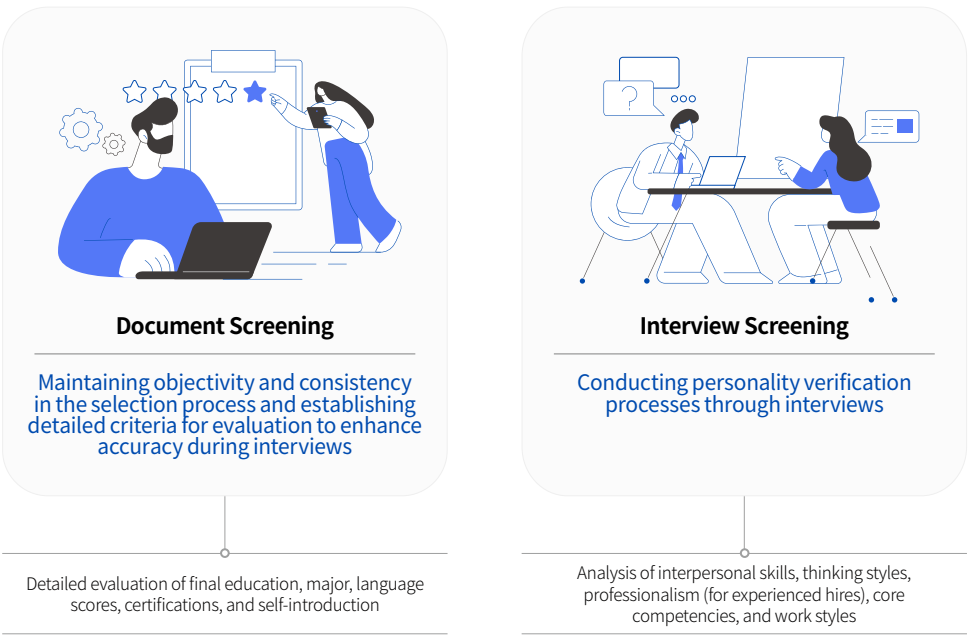 Document Screening
Maintaining objectivity and consistency
in the selection process and establishing
detailed criteria for evaluation to enhance
accuracy during interviews
Detailed evaluation of final education, major, language
scores, certifications, and self-introduction
?
Interview Screening
Conducting personality verification
processes through interviews
Analysis of interpersonal skills, thinking styles,
professionalism (for experienced hires), core
competencies, and work styles